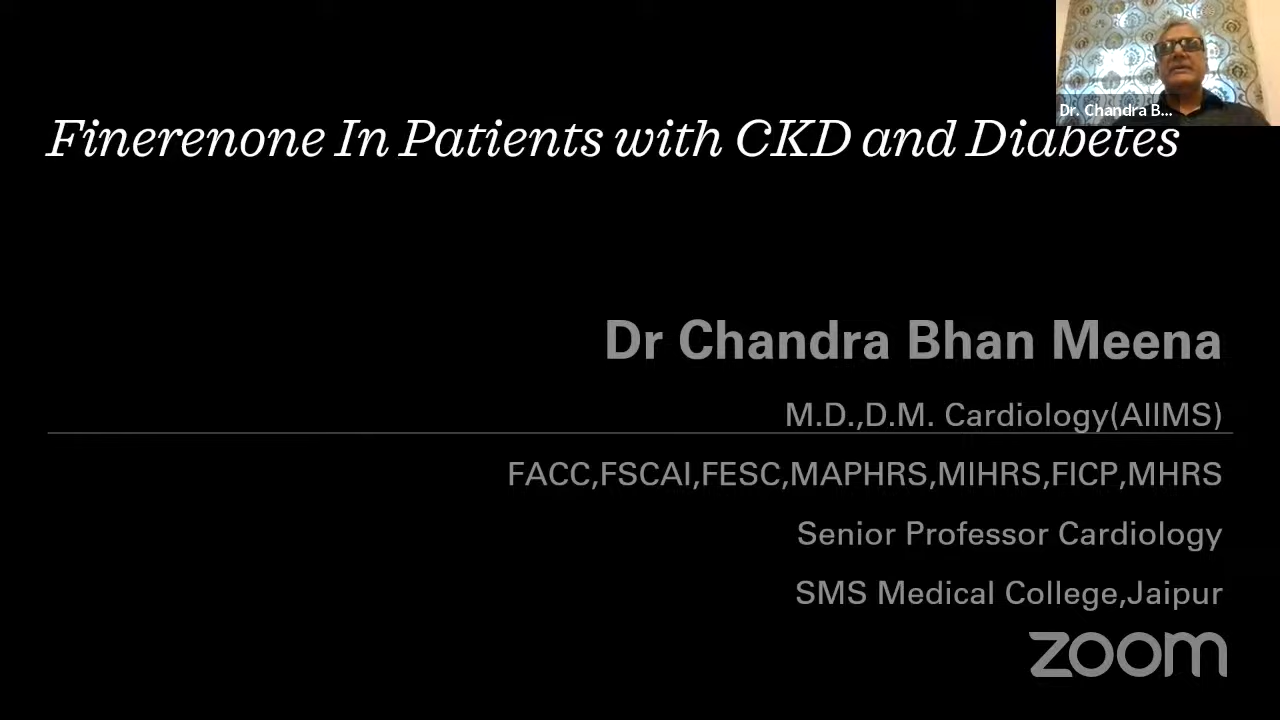 Finerenone In Patients with CKD and Diabetes
Dr. Chandra B...
Dr Chandra Bhan Meena
M.D.,D.M. Cardiology(AIIMS)
FACC,FSCAI,FESC,MAPHRS,MIHRS,FICP,MHRS
Senior Professor Cardiology
SMS Medical College,Jaipur
zoom